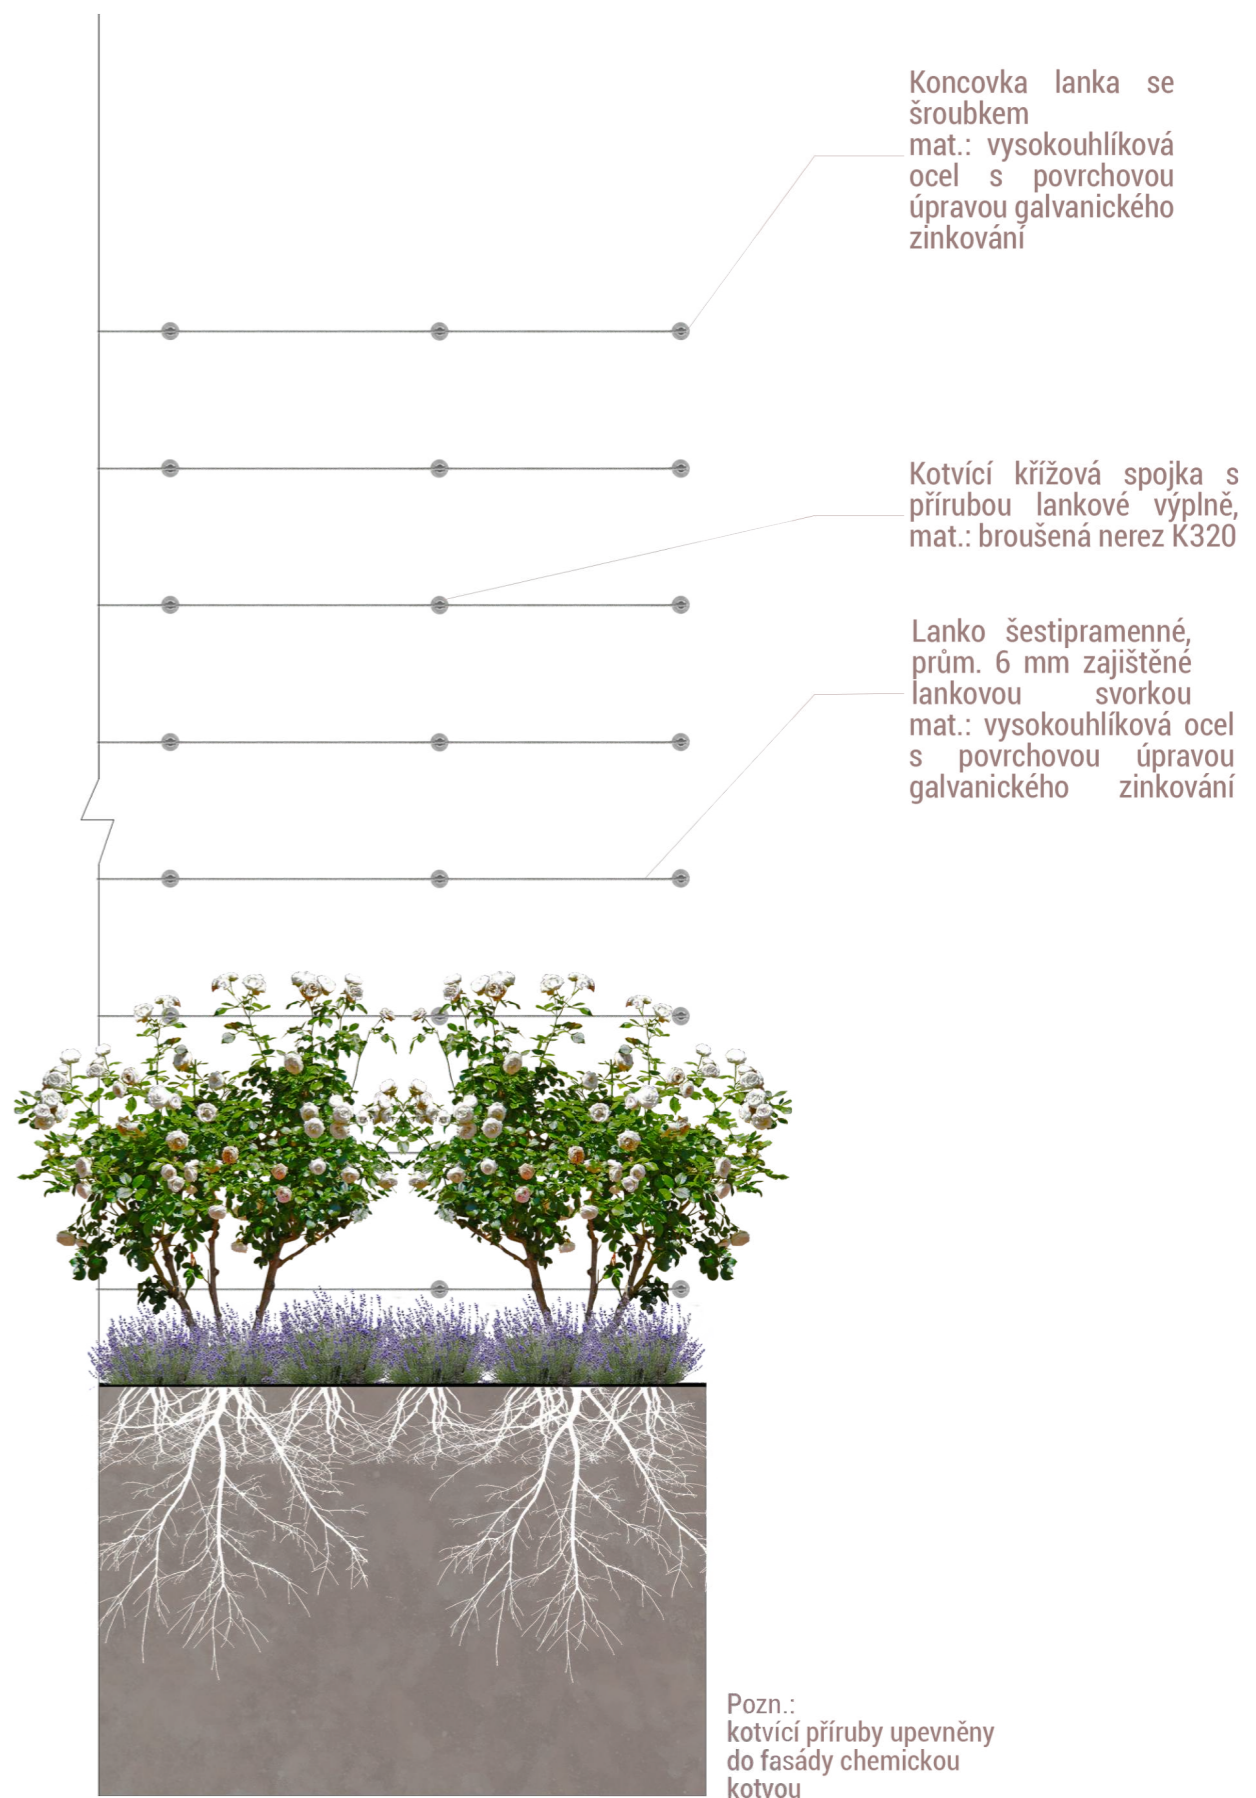 Koncovka lanka se
šroubkem
mat.: vysokouhlíková
ocel s povrchovou
úpravou galvanického
zinkování
Kotvící křížová spojka s
přírubou lankové výplně,
mat.: broušená nerez K320
Lanko šestipramenné,
prům. 6 mm zajištěné
lankovou svorkou
mat.: vysokouhlíková ocel
s povrchovou úpravou
galvanického zinkování
Pozn.:
kotvící příruby upevněny
do fasády chemickou
kotvou